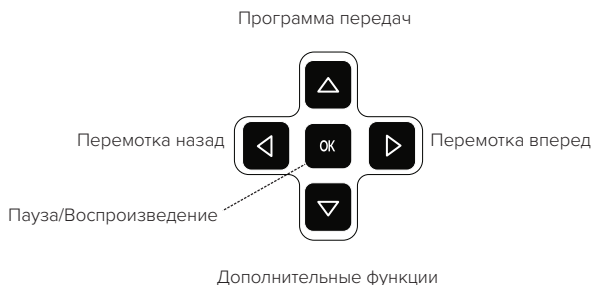 Программа передач
Перемотка назад
OK
Перемотка вперед
Пауза/Воспроизведение
Дополнительные функции